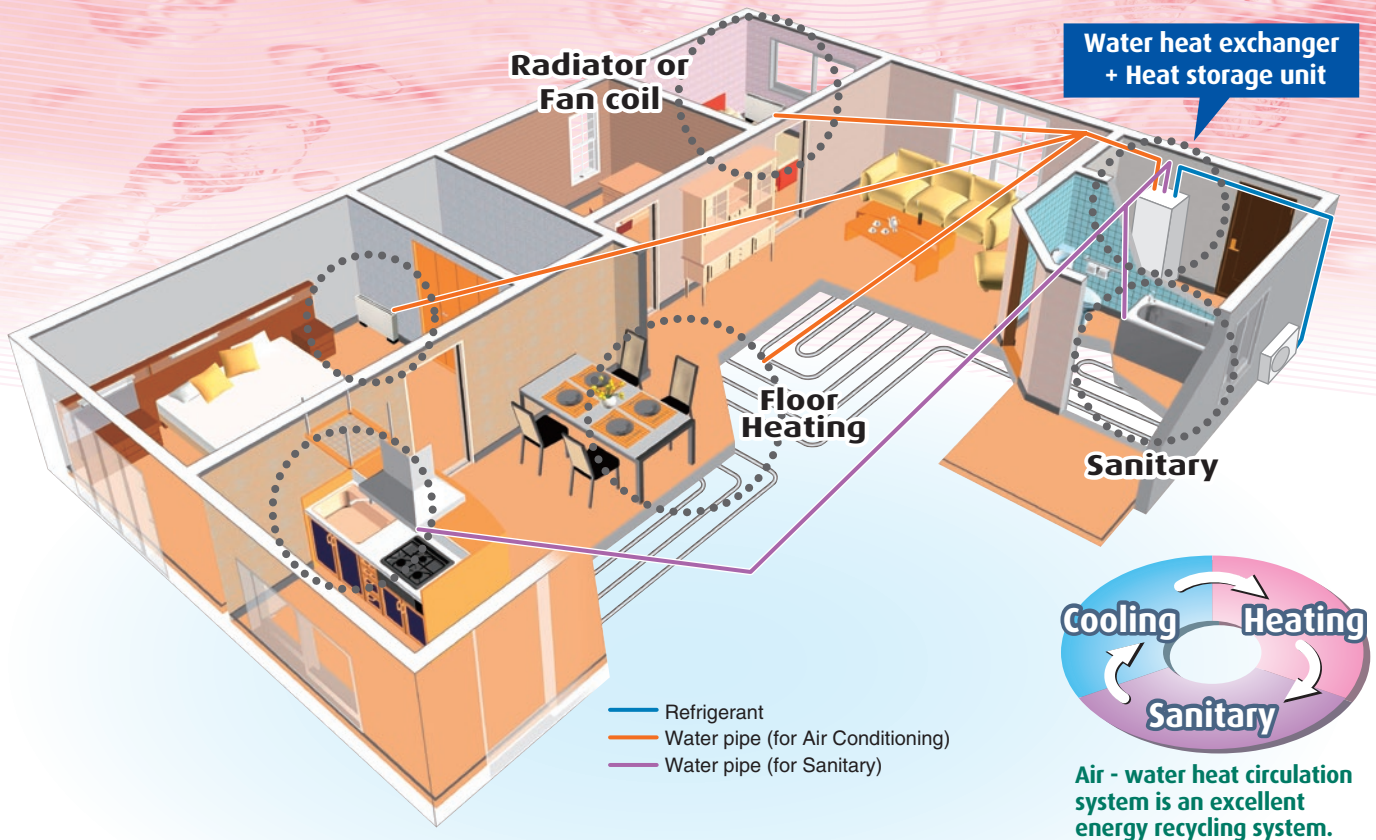 Radiator or
Fan coil
Water heat exchanger
+ Heat storage unit
Floor
Heating
Sanitary
Cooling
Heating
Sanitary
Refrigerant
Water pipe (for Air Conditioning)
Water pipe (for Sanitary)
Air - water heat circulation
system is an excellent
energy recycling system.